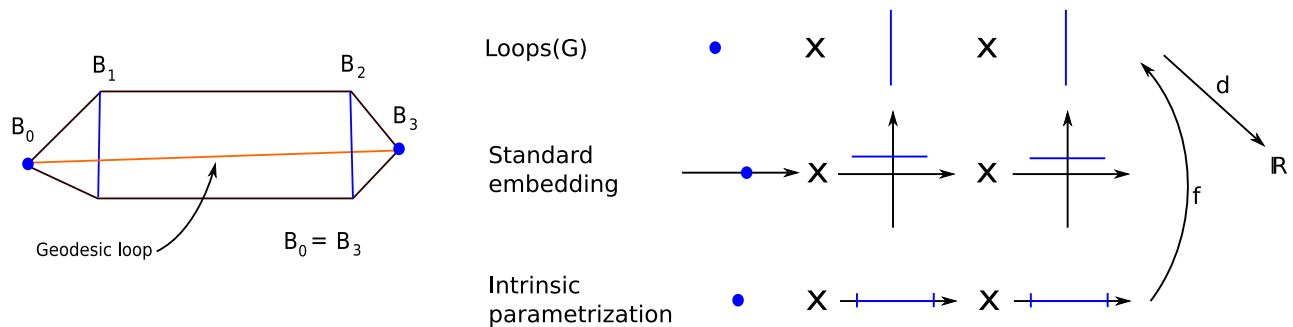 B₀
B₁
B₂
B₃
Geodesic loop
B₀ = B₃
Loops(G)
X
X
d
Standard
embedding
X
X
ℝ
f
Intrinsic
parametrization
X
X